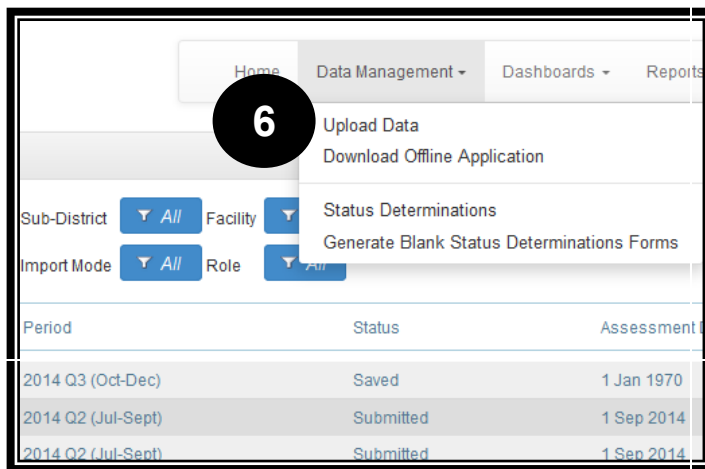 Home Data Management Dashboards Reports
6
Upload Data
Download Offline Application
Status Determinations
Generate Blank Status Determinations Forms
Sub-District All Facility
Import Mode All Role All
Period Status Assessment
2014 Q3 (Oct-Dec) Saved 1 Jan 1970
2014 Q2 (Jul-Sept) Submitted 1 Sep 2014
2014 Q2 (Jul-Sept) Submitted 1 Sep 2014